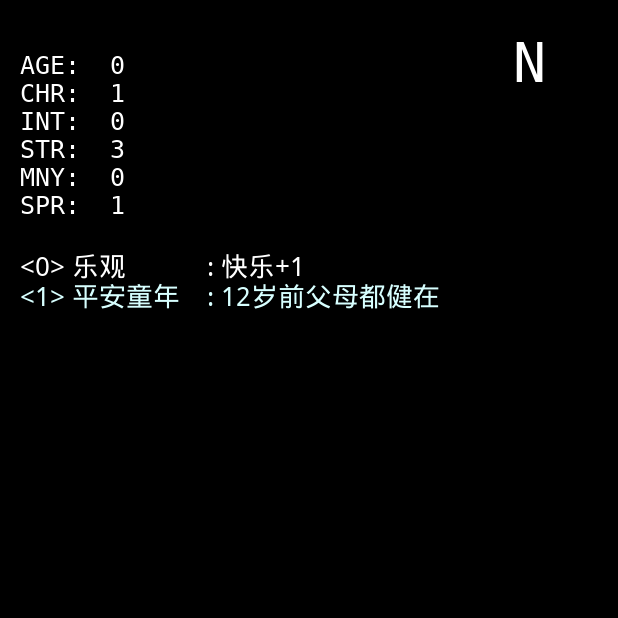 N
AGE: 0
CHR: 1
INT: 0
STR: 3
MNY: 0
SPR: 1
<0> 乐观 : 快乐+1
<1> 平安童年 : 12岁前父母都健在